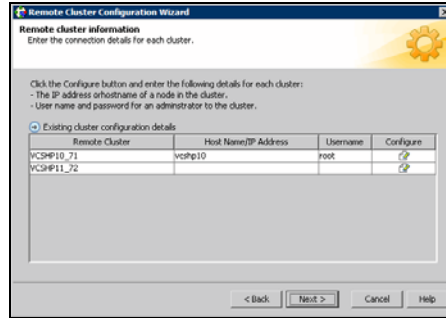 Remote Cluster Configuration Wizard
Remote cluster information
Enter the connection details for each cluster.
Click the Configure button and enter the following details for each cluster:
- The IP address orhostname of a node in the cluster.
- User name and password for an adminstrator to the cluster.
Existing cluster configuration details
Remote Cluster Host Name/IP Address Username Configure
VCSHP10_71 vcshp10 root
VCSHP11_72
< Back Next > Cancel Help